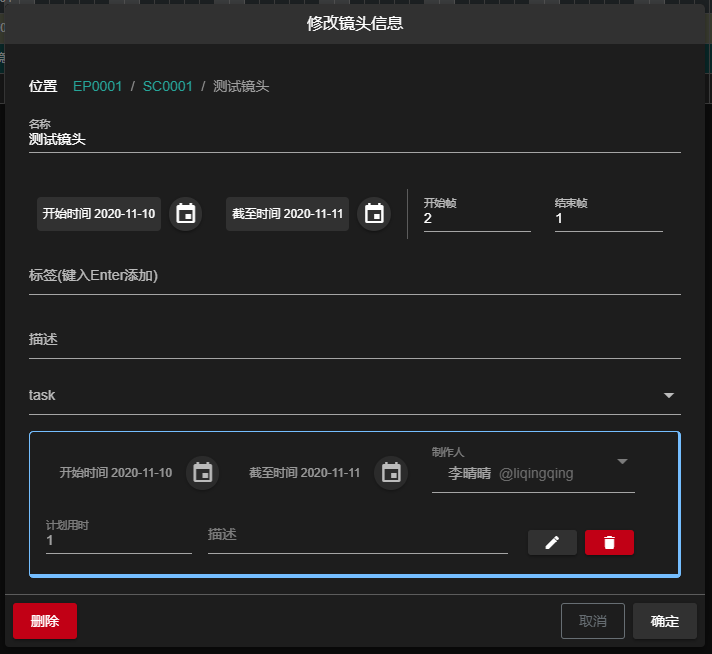 修改镜头信息
位置 EP0001 / SC0001 / 测试镜头
名称
测试镜头
开始时间 2020-11-10 截至时间 2020-11-11
开始帧
2
结束帧
1
标签(键入Enter添加)
描述
task
开始时间 2020-11-10 截至时间 2020-11-11
制作人
李晴晴 @liqingqing
计划用时
1
描述
删除 取消 确定